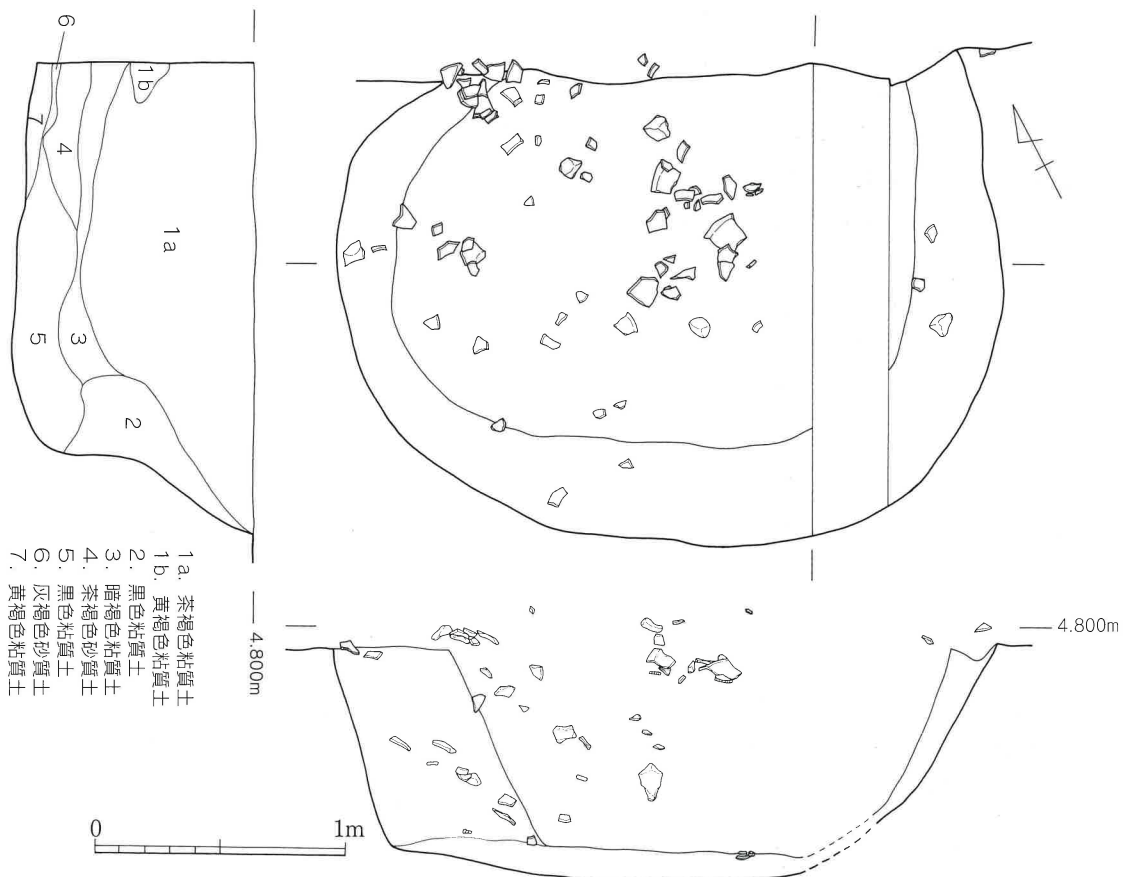 6
1b
7
4
1a
5
3
2
1a. 茶褐色粘質土
1b. 黄褐色粘質土
2. 黒色粘質土
3. 暗褐色粘質土
4. 茶褐色砂質土
5. 黒色粘質土
6. 灰褐色砂質土
7. 黄褐色粘質土
4.800m
4.800m
0 1m